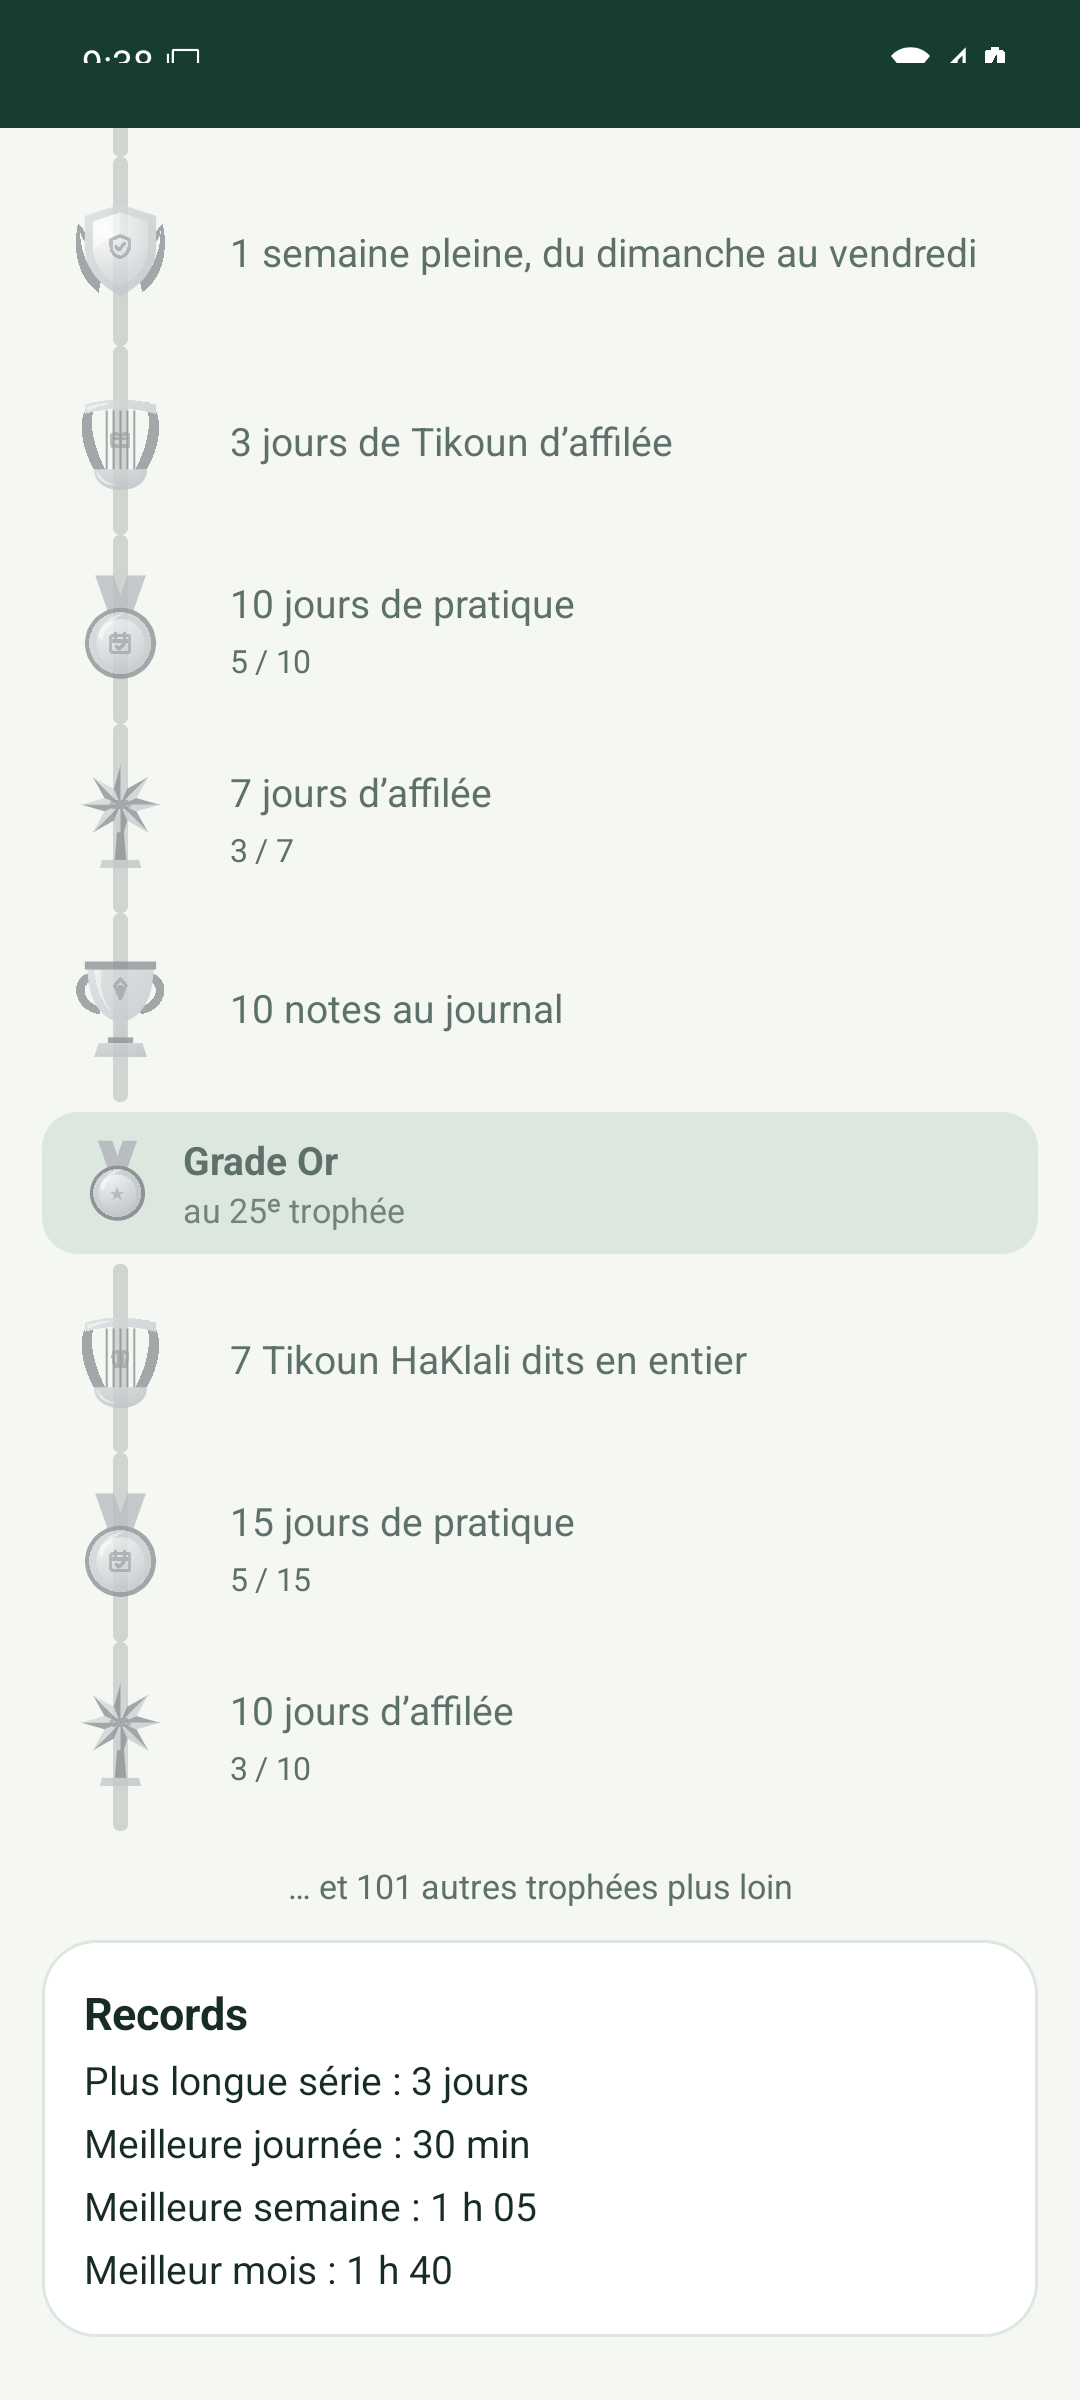 1 semaine pleine, du dimanche au vendredi
3 jours de Tikoun d’affilée
10 jours de pratique
5 / 10
7 jours d’affilée
3 / 7
10 notes au journal
Grade Or
au 25ᵉ trophée
7 Tikoun HaKlali dits en entier
15 jours de pratique
5 / 15
10 jours d’affilée
3 / 10
… et 101 autres trophées plus loin
Records
Plus longue série : 3 jours
Meilleure journée : 30 min
Meilleure semaine : 1 h 05
Meilleur mois : 1 h 40